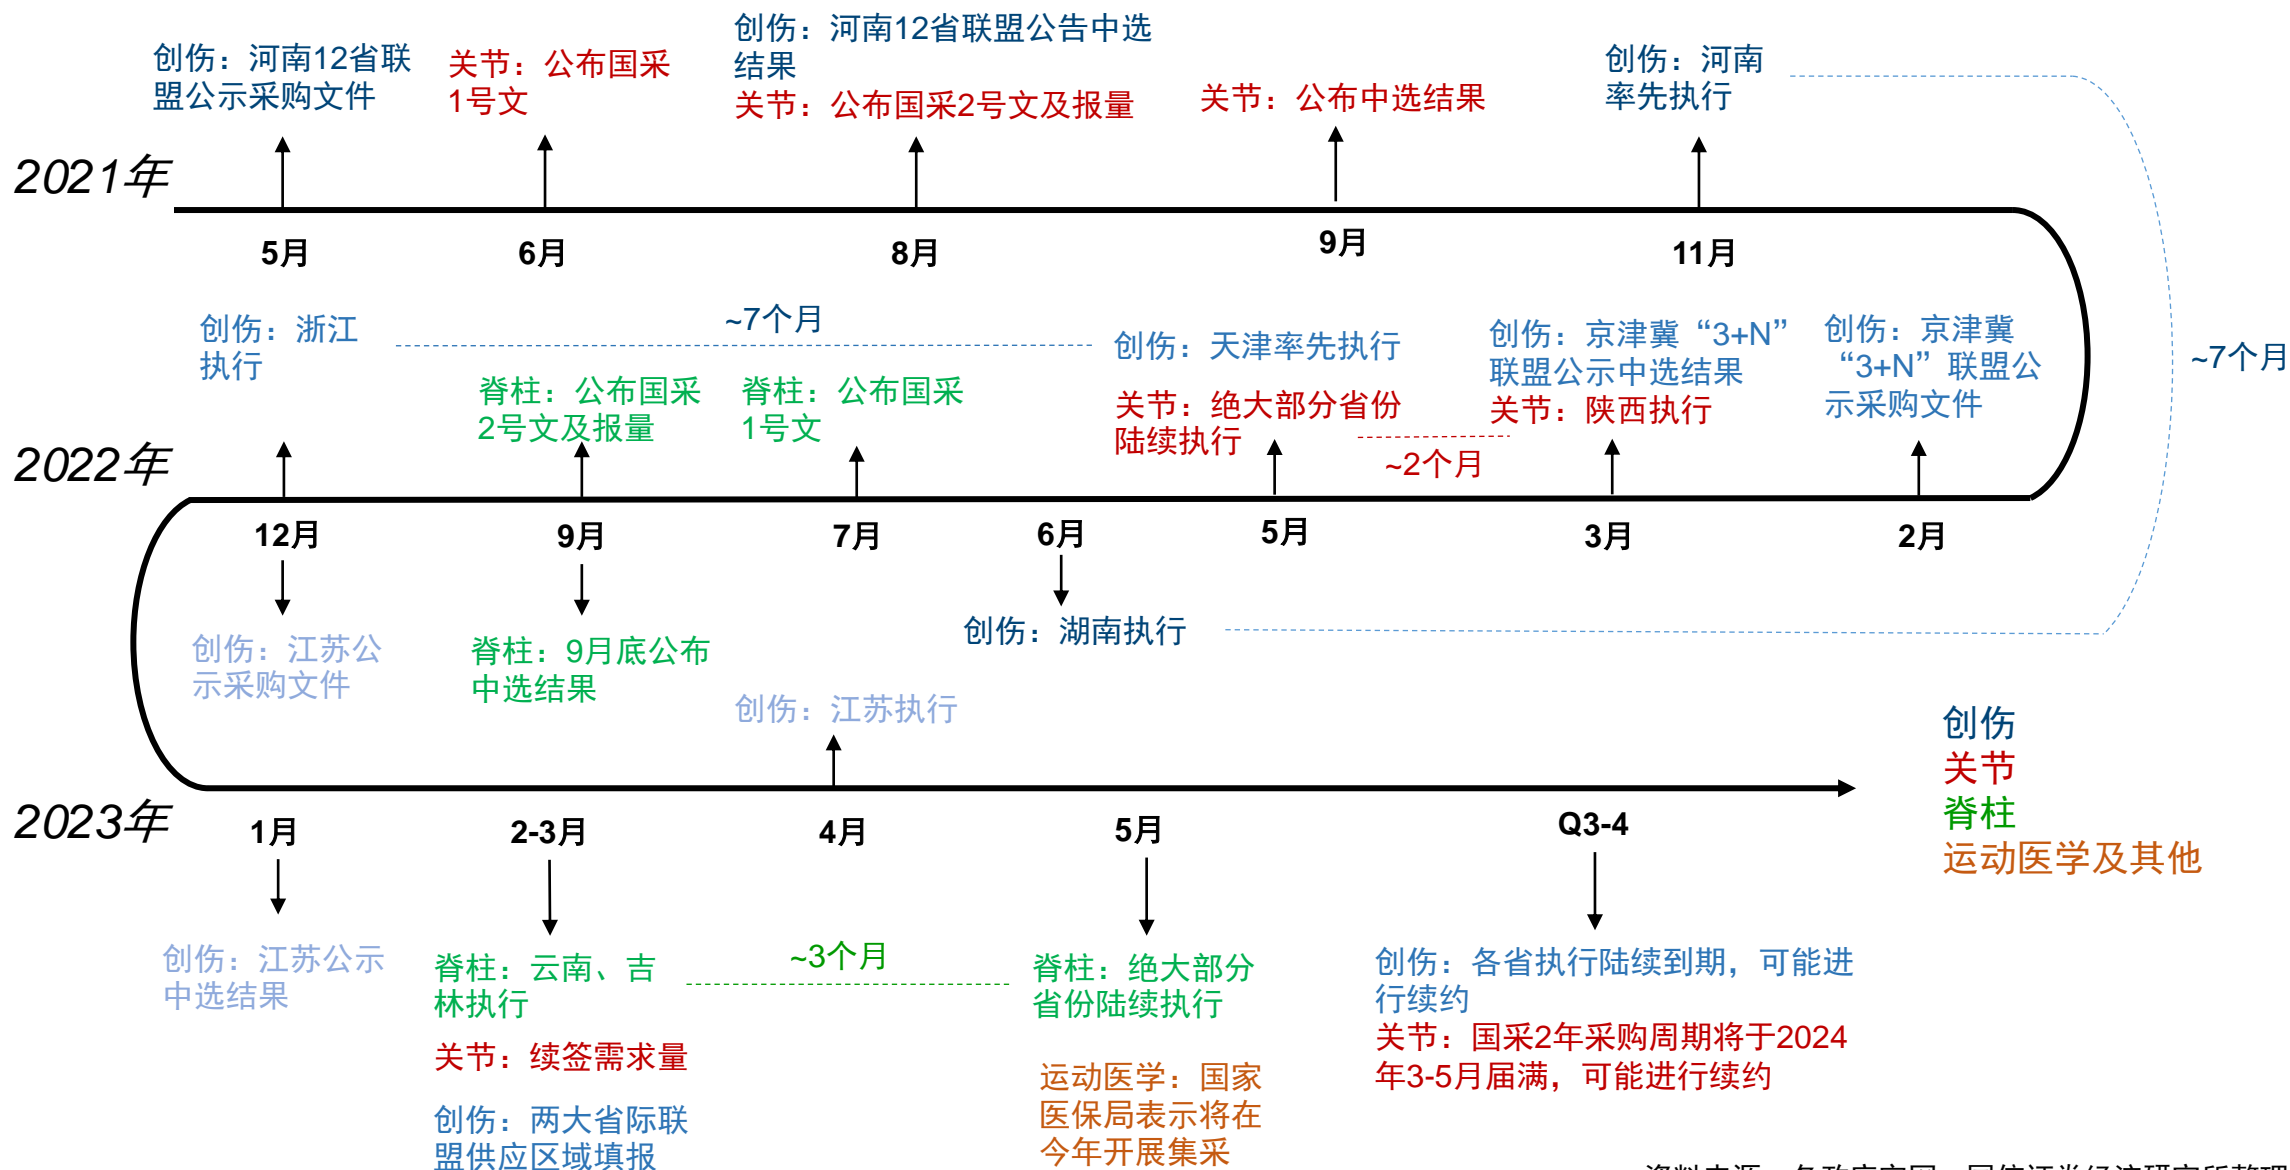 创伤：河南12省联
盟公示采购文件
关节：公布国采
1号文
创伤：河南12省联盟公告中选
结果
关节：公布国采2号文及报量
关节：公布中选结果
创伤：河南
率先执行
2021年
5月
6月
8月
9月
11月
~7个月
创伤：浙江
执行
~7个月
脊柱：公布国采
2号文及报量
脊柱：公布国采
1号文
创伤：天津率先执行
关节：绝大部分省份
陆续执行
~2个月
创伤：京津冀“3+N”
联盟公示中选结果
关节：陕西执行
创伤：京津冀
“3+N”联盟公
示采购文件
2022年
12月
9月
7月
6月
5月
3月
2月
创伤：江苏公
示采购文件
脊柱：9月底公布
中选结果
创伤：湖南执行
创伤：江苏执行
创伤
关节
脊柱
运动医学及其他
2023年
1月
2-3月
4月
5月
Q3-4
创伤：江苏公示
中选结果
脊柱：云南、吉
林执行
关节：续签需求量
创伤：两大省际联
盟供应区域填报
~3个月
脊柱：绝大部分
省份陆续执行
运动医学：国家
医保局表示将在
今年开展集采
创伤：各省执行陆续到期，可能进
行续约
关节：国采2年采购周期将于2024
年3-5月届满，可能进行续约